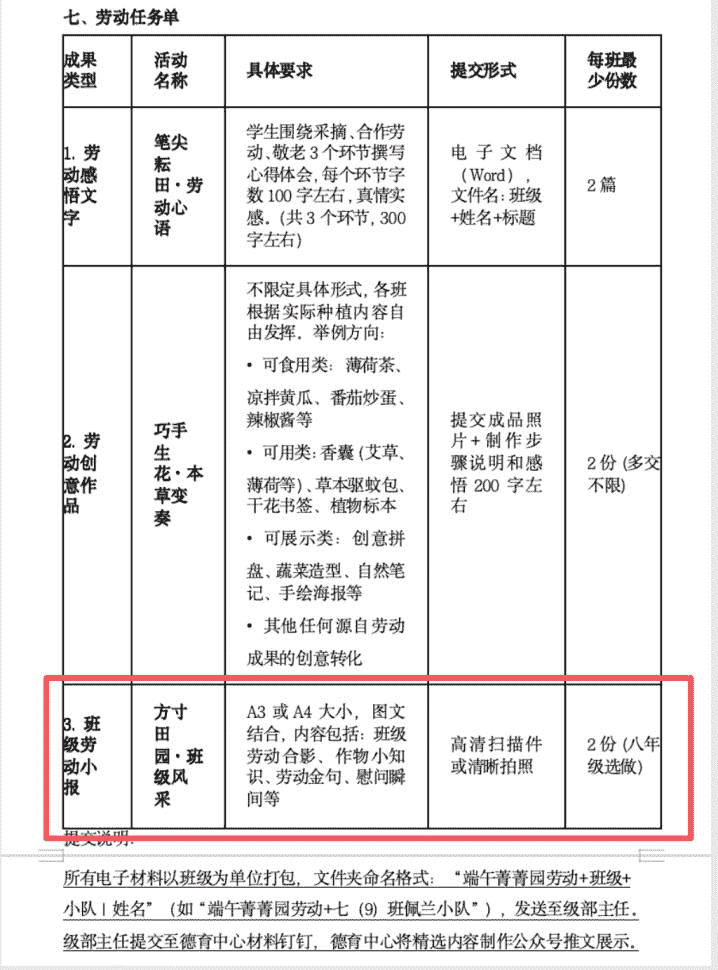 七、劳动任务单
成果
类型
活动
名称
具体要求
提交形式
每班最
少份数
1. 劳
动感
悟文
字
笔尖
耘
田·劳
动心
语
学生围绕采摘、合作劳
动、敬老3个环节撰写
心得体会,每个环节字
数100字左右,真情实
感。(共3个环节,300
字左右)
电子文档
(Word),
文件名:班级
+姓名+标题
2篇
2. 劳
动创
意作
品
巧手
生
花·本
草变
奏
不限定具体形式,各班
根据实际种植内容自
由发挥。举例方向:
• 可食用类:薄荷茶、
凉拌黄瓜、番茄炒蛋、
辣椒酱等
• 可用类:香囊(艾草、
薄荷等)、草本驱蚊包、
干花书签、植物标本
• 可展示类:创意拼
盘、蔬菜造型、自然笔
记、手绘海报等
• 其他任何源自劳动
成果的创意转化
提交成品照
片+制作步
骤说明和感
悟200字左
右
2份(多交
不限)
3. 班
级劳
动小
报
方寸
田
园·班
级风
采
A3或A4大小,图文
结合,内容包括:班级
劳动合影、作物小知
识、劳动金句、慰问瞬
间等
高清扫描件
或清晰拍照
2份(八年
级选做)
提交说明:
所有电子材料以班级为单位打包,文件夹命名格式:“端午菁菁园劳动+班级+
小队|姓名”(如“端午菁菁园劳动+七(9)班佩兰小队”),发送至级部主任。
级部主任提交至德育中心材料钉钉,德育中心将精选内容制作公众号推文展示。